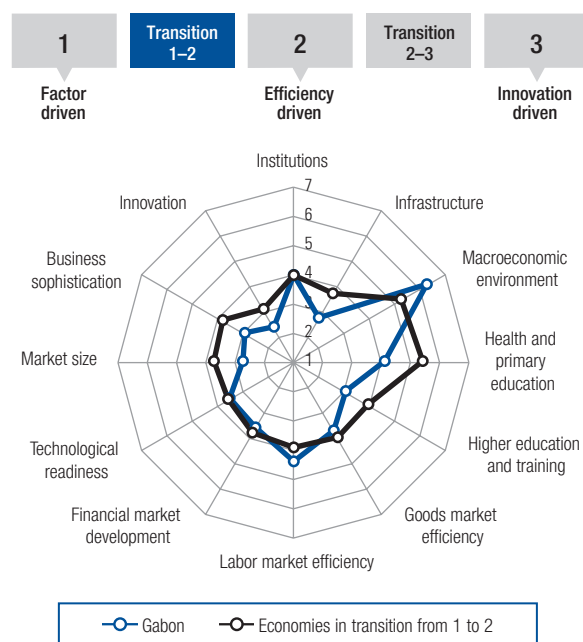 1
Transition
1–2
2
Transition
2–3
3
Factor
driven
Efficiency
driven
Innovation
driven
Institutions
7
6
5
4
3
2
1
Infrastructure
Macroeconomic
environment
Health and
primary
education
Higher education
and training
Goods market
efficiency
Labor market efficiency
Financial market
development
Technological
readiness
Market size
Business
sophistication
Innovation
Gabon
Economies in transition from 1 to 2